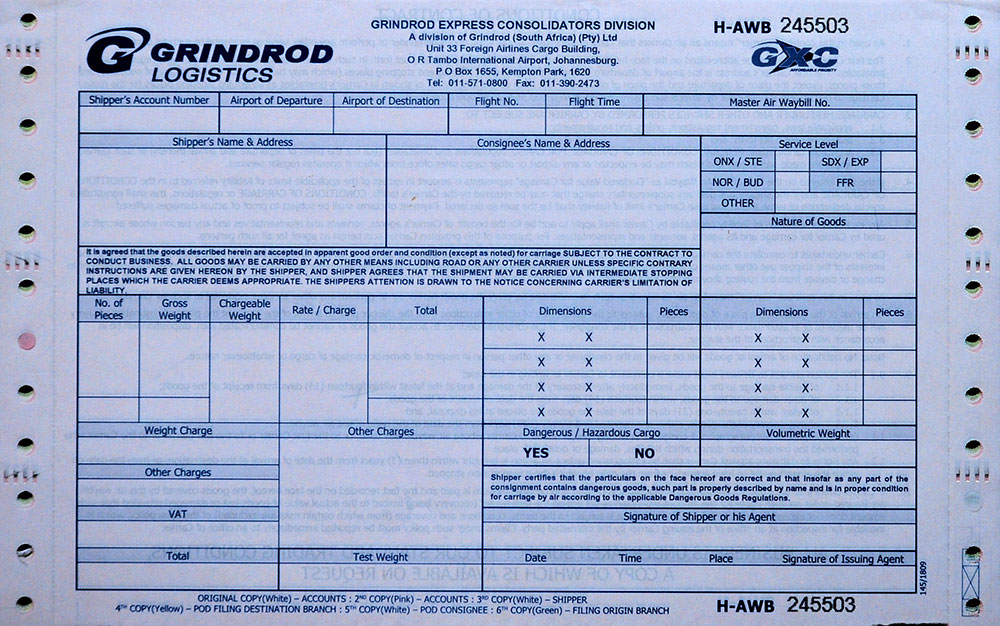 GRINDROD
LOGISTICS
GRINDROD EXPRESS CONSOLIDATORS DIVISION
A division of Grindrod (South Africa) (Pty) Ltd
Unit 33 Foreign Airlines Cargo Building,
O R Tambo International Airport, Johannesburg.
P O Box 1655, Kempton Park, 1620
Tel: 011-571-0800 Fax: 011-390-2473
H-AWB 245503
GXC
AFFORDABLE PRIORITY
Shipper's Account Number Airport of Departure Airport of Destination Flight No. Flight Time Master Air Waybill No.
Shipper's Name & Address Consignee's Name & Address Service Level
ONX / STE SDX / EXP
NOR / BUD FFR
OTHER
Nature of Goods
It is agreed that the goods described herein are accepted in apparent good order and condition (except as noted) for carriage SUBJECT TO THE CONTRACT TO
CONDUCT BUSINESS. ALL GOODS MAY BE CARRIED BY ANY OTHER MEANS INCLUDING ROAD OR ANY OTHER CARRIER UNLESS SPECIFIC CONTRARY
INSTRUCTIONS ARE GIVEN HEREON BY THE SHIPPER, AND SHIPPER AGREES THAT THE SHIPMENT MAY BE CARRIED VIA INTERMEDIATE STOPPING
PLACES WHICH THE CARRIER DEEMS APPROPRIATE. THE SHIPPERS ATTENTION IS DRAWN TO THE NOTICE CONCERNING CARRIER'S LIMITATION OF
LIABILITY.
No. of Pieces Gross Weight Chargeable Weight Rate / Charge Total Dimensions Pieces Dimensions Pieces
X X X X
X X X X
X X X X
X X X X
Weight Charge Other Charges Dangerous / Hazardous Cargo Volumetric Weight
YES NO
Other Charges
Shipper certifies that the particulars on the face hereof are correct and that insofar as any part of the
consignment contains dangerous goods, such part is properly described by name and is in proper condition
for carriage by air according to the applicable Dangerous Goods Regulations.
VAT
Signature of Shipper or his Agent
Total Test Weight Date Time Place Signature of Issuing Agent
145/1809
ORIGINAL COPY(White) – ACCOUNTS : 2ND COPY(Pink) – ACCOUNTS : 3RD COPY(White) – SHIPPER
4TH COPY(Yellow) – POD FILING DESTINATION BRANCH : 5TH COPY(White) – POD CONSIGNEE : 6TH COPY(Green) – FILING ORIGIN BRANCH
H-AWB 245503